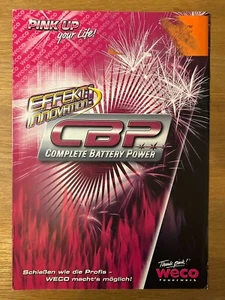 PINK UP
your Life!
EFFEKT
INNOVATION
CBP
COMPLETE BATTERY POWER
Schießen wie die Profis –
WECO macht's möglich!
Thank you!
weco
feuerwerk